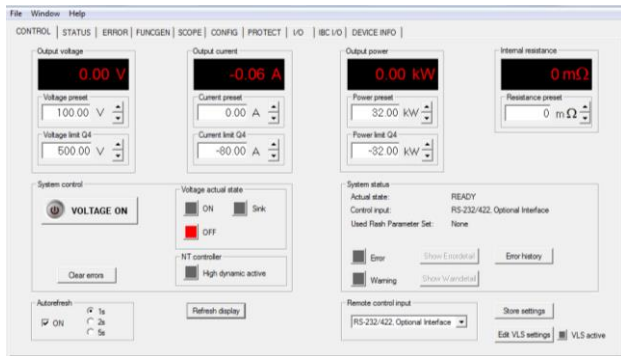 File Window Help
CONTROL STATUS ERROR FUNCGEN SCOPE CONFIG PROTECT I/O IBC I/O DEVICE INFO
Output voltage Output current Output power Internal resistance
0.00 V -0.06 A 0.00 kW 0 mΩ
Voltage preset Current preset Power preset Resistance preset
100.00 V 0.00 A 32.00 kW 0 mΩ
Voltage limit Q4 Current limit Q4 Power limit Q4
500.00 V -80.00 A -32.00 kW
System control
VOLTAGE ON
Clear errors
Voltage actual state
ON Sink
OFF
NT controller
High dynamic active
System status
Actual state: READY
Control input: RS-232/422, Optional Interface
Used Flash Parameter Set: None
Error Show Errordetail Error history
Warning Show Warndetail
Autorefresh
ON
1s
2s
5s
Refresh display
Remote control input
RS-232/422, Optional Interface
Store settings
Edit VLS settings VLS active